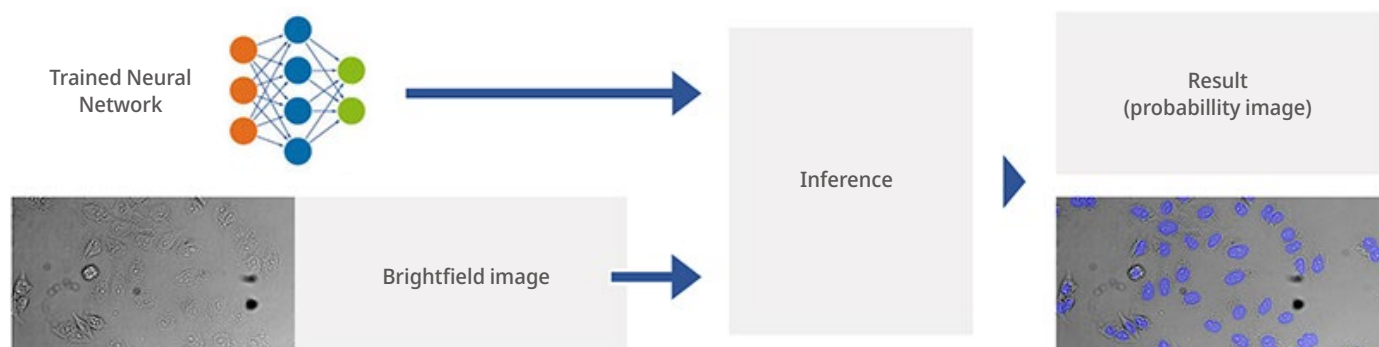 Trained Neural
Network
Brightfield image
Inference
Result
(probabillity image)